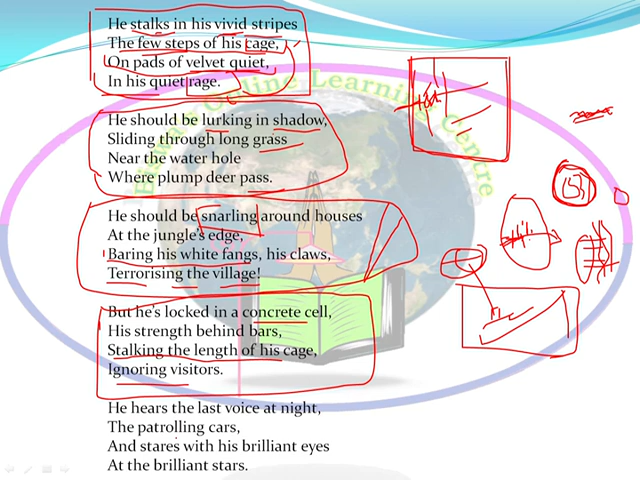 He stalks in his vivid stripes
The few steps of his cage,
On pads of velvet quiet,
In his quiet rage.
He should be lurking in shadow,
Sliding through long grass
Near the water hole
Where plump deer pass.
He should be snarling around houses
At the jungle's edge,
Baring his white fangs, his claws,
Terrorising the village!
But he's locked in a concrete cell,
His strength behind bars,
Stalking the length of his cage,
Ignoring visitors.
He hears the last voice at night,
The patrolling cars,
And stares with his brilliant eyes
At the brilliant stars.
Online Learning Centre